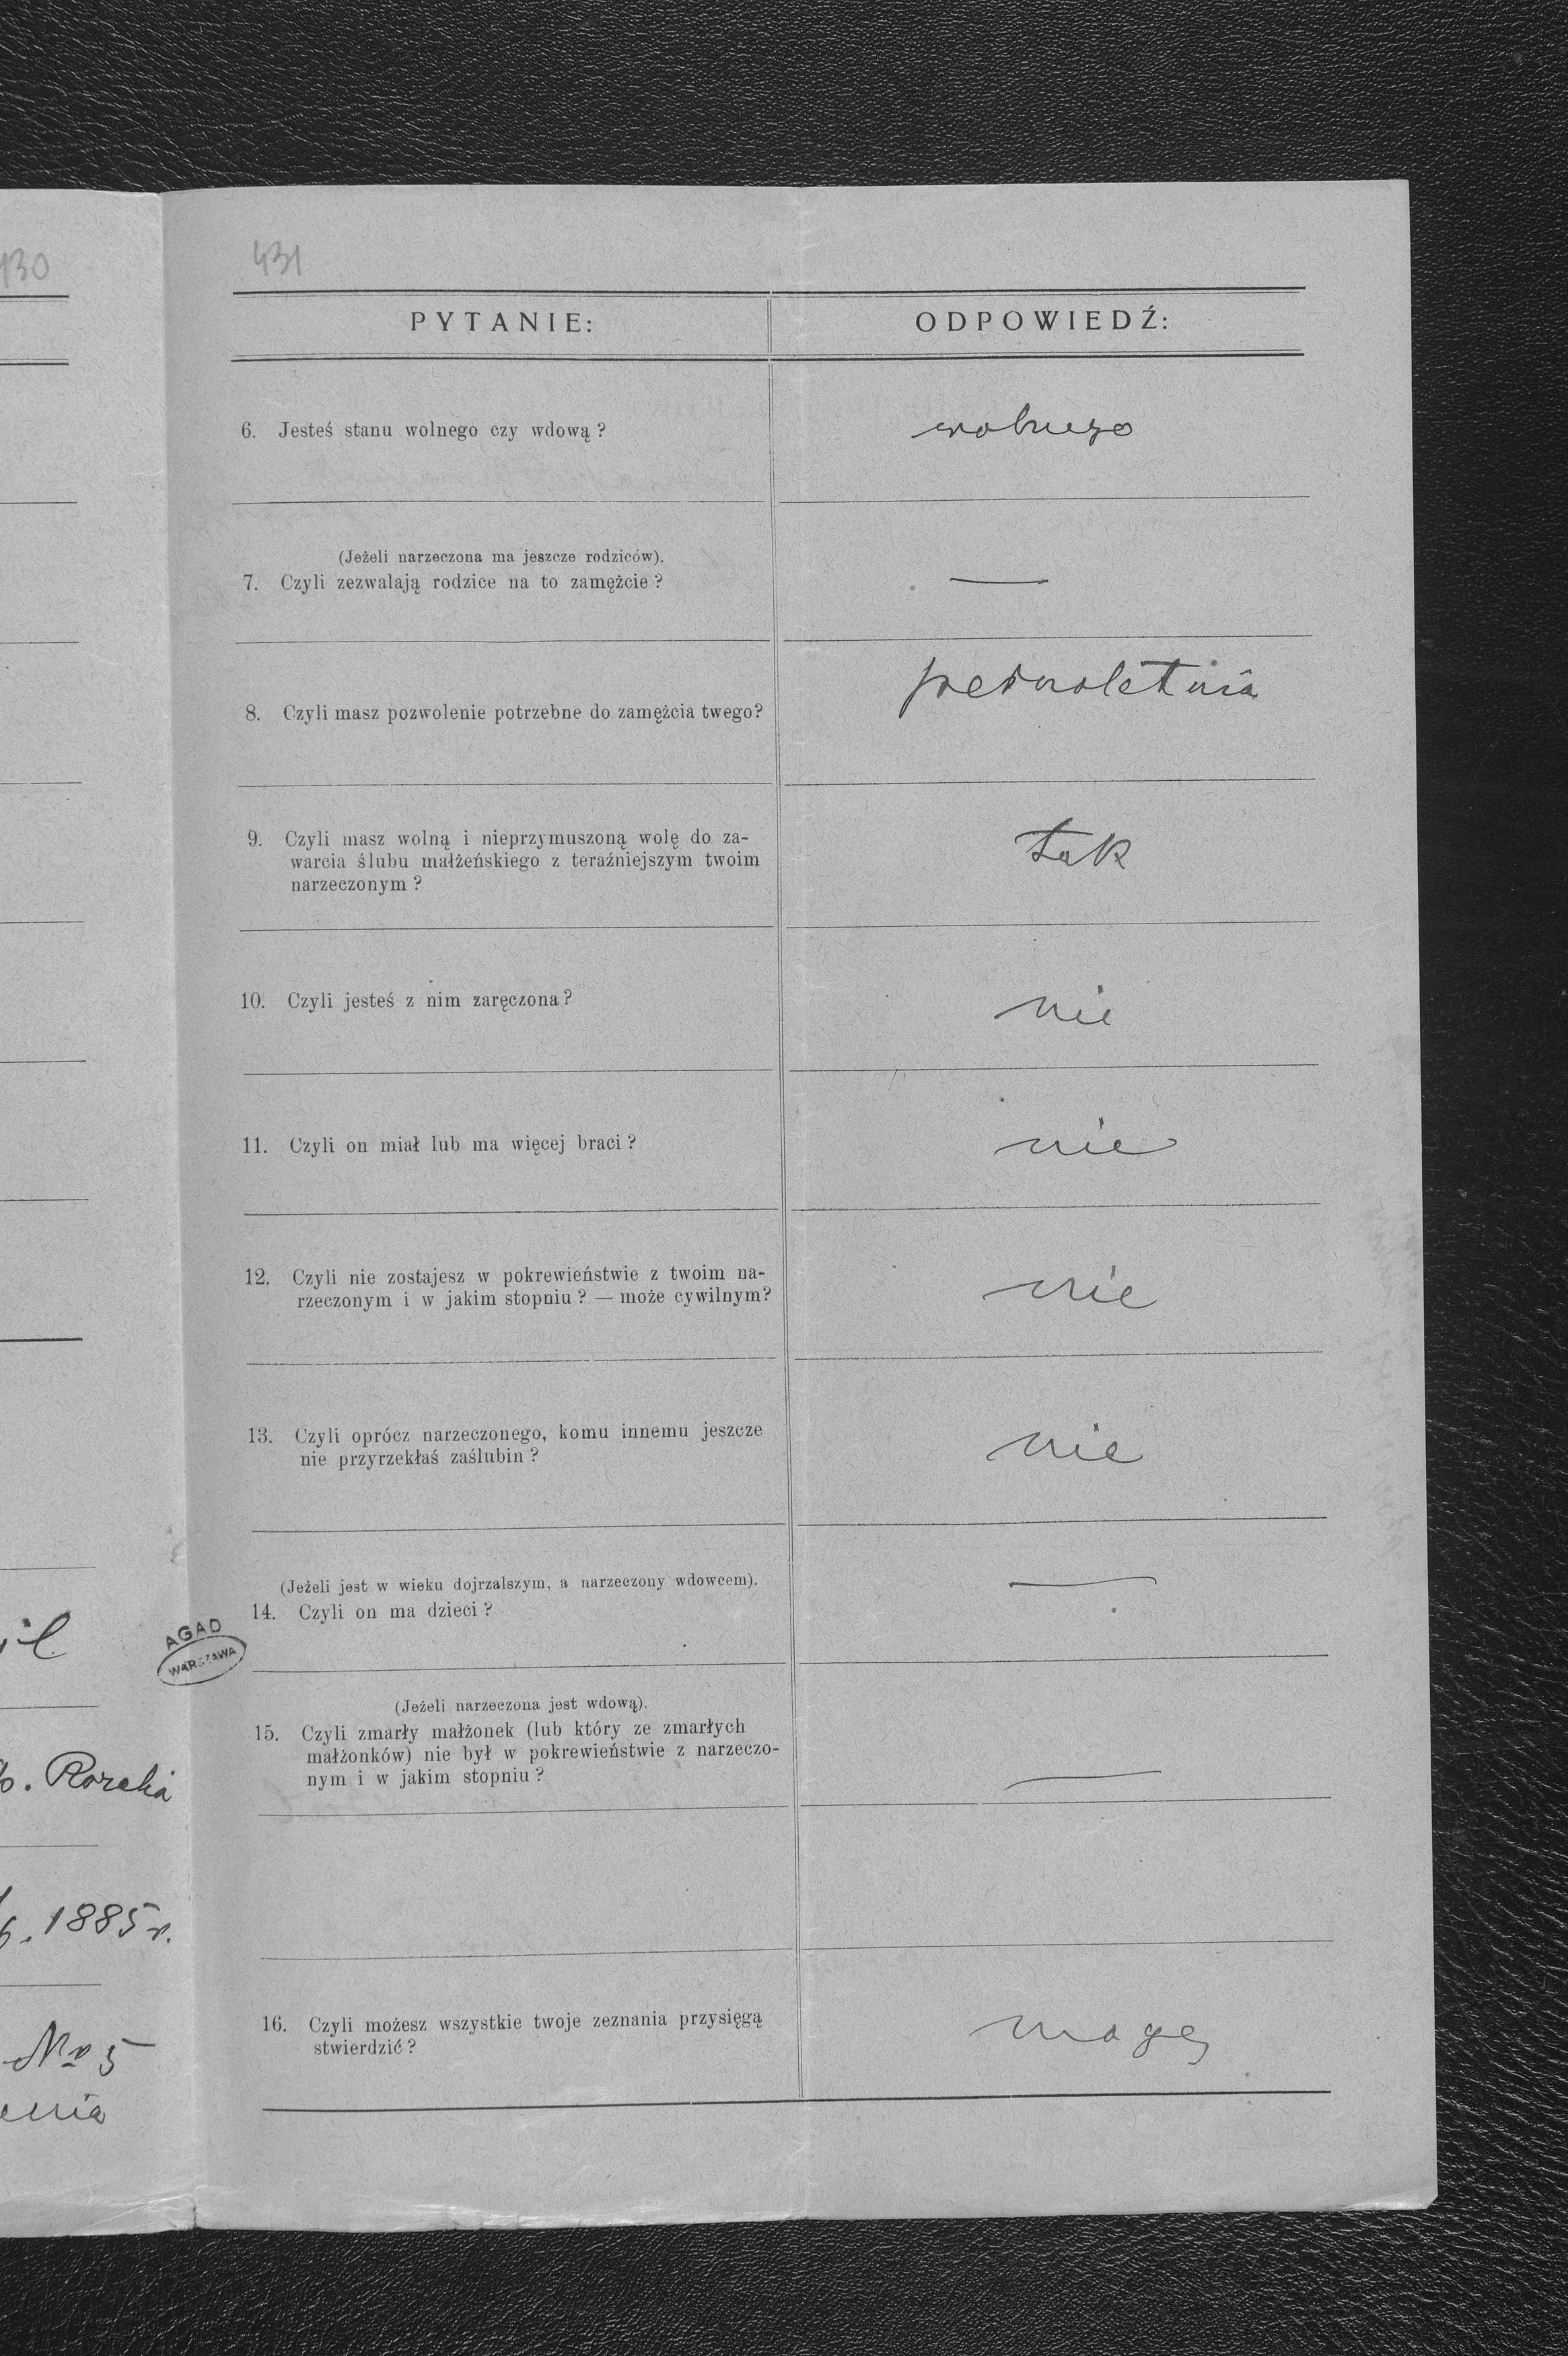 130
431
PYTANIE:
ODPOWIEDŹ:
6. Jesteś stanu wolnego czy wdową?
wolnego
(Jeżeli narzeczona ma jeszcze rodziców).
7. Czyli zezwalają rodzice na to zamężcie?
—
8. Czyli masz pozwolenie potrzebne do zamężcia twego?
pełnoletnia
9. Czyli masz wolną i nieprzymuszoną wolę do za-
warcia ślubu małżeńskiego z teraźniejszym twoim
narzeczonym?
tak
10. Czyli jesteś z nim zaręczona?
nie
11. Czyli on miał lub ma więcej braci?
nie
12. Czyli nie zostajesz w pokrewieństwie z twoim na-
rzeczonym i w jakim stopniu? — może cywilnym?
nie
13. Czyli oprócz narzeczonego, komu innemu jeszcze
nie przyrzekłaś zaślubin?
nie
(Jeżeli jest w wieku dojrzalszym, a narzeczony wdowcem).
14. Czyli on ma dzieci?
—
AGAD
WARSZAWA
(Jeżeli narzeczona jest wdową).
15. Czyli zmarły małżonek (lub który ze zmarłych
małżonków) nie był w pokrewieństwie z narzeczo-
nym i w jakim stopniu?
—
1885 r.
16. Czyli możesz wszystkie twoje zeznania przysięgą
stwierdzić?
mogę
No 5
enia